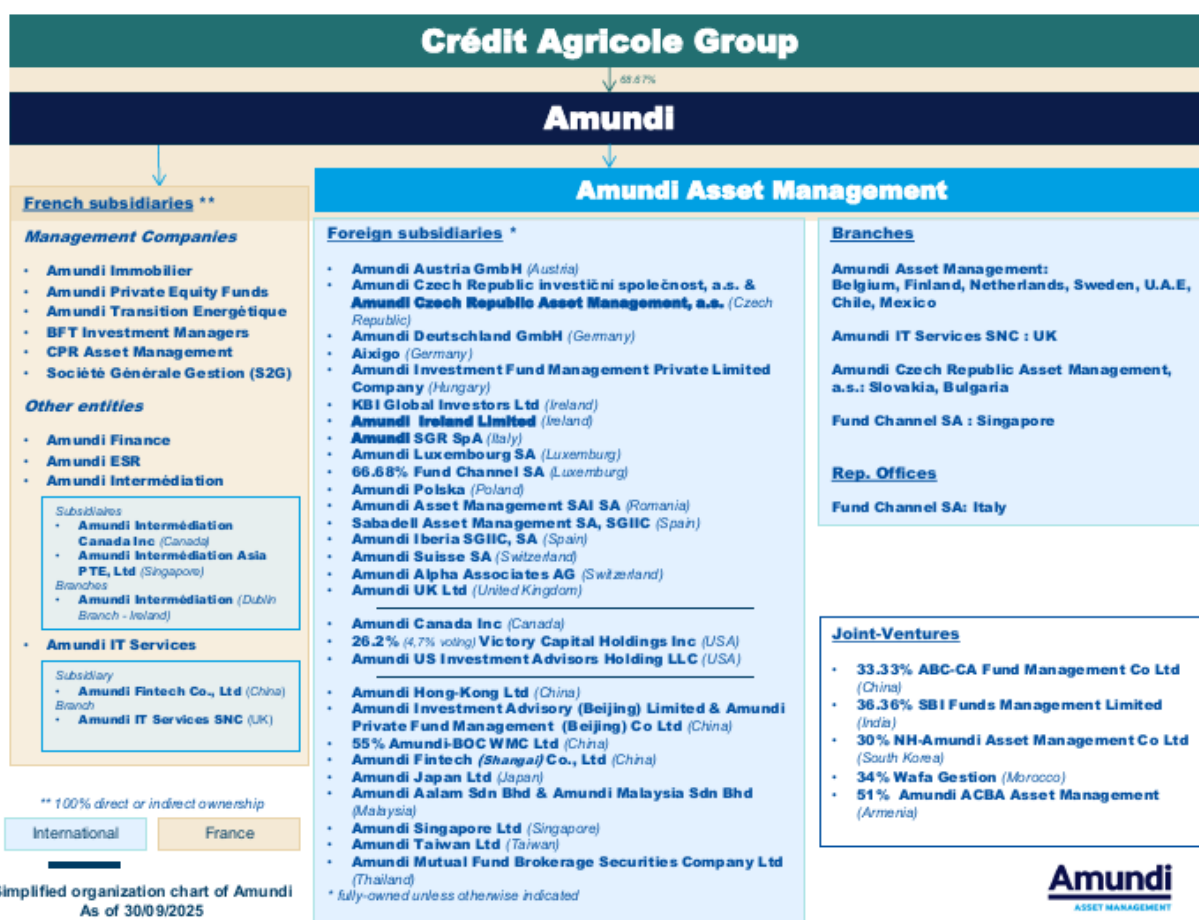 Crédit Agricole Group
68.67%
Amundi
Amundi Asset Management
French subsidiaries **
Management Companies
• Amundi Immobilier
• Amundi Private Equity Funds
• Amundi Transition Energétique
• BFT Investment Managers
• CPR Asset Management
• Société Générale Gestion (S2G)
Other entities
• Amundi Finance
• Amundi ESR
• Amundi Intermédiation
Subsidiaires
• Amundi Intermédiation
Canada Inc (Canada)
• Amundi Intermédiation Asia
PTE, Ltd (Singapore)
Branches
• Amundi Intermédiation (Dublin
Branch - Ireland)
• Amundi IT Services
Subsidiary
• Amundi Fintech Co., Ltd (China)
Branch
• Amundi IT Services SNC (UK)
** 100% direct or indirect ownership
International
France
Simplified organization chart of Amundi
As of 30/09/2025
Foreign subsidiaries *
• Amundi Austria GmbH (Austria)
• Amundi Czech Republic investiční společnost, a.s. &
Amundi Czech Republic Asset Management, a.s. (Czech
Republic)
• Amundi Deutschland GmbH (Germany)
• Aixigo (Germany)
• Amundi Investment Fund Management Private Limited
Company (Hungary)
• KBI Global Investors Ltd (Ireland)
• Amundi Ireland Limited (Ireland)
• Amundi SGR SpA (Italy)
• Amundi Luxembourg SA (Luxemburg)
• 66.68% Fund Channel SA (Luxemburg)
• Amundi Polska (Poland)
• Amundi Asset Management SAI SA (Romania)
• Sabadell Asset Management SA, SGIIC (Spain)
• Amundi Iberia SGIIC, SA (Spain)
• Amundi Suisse SA (Switzerland)
• Amundi Alpha Associates AG (Switzerland)
• Amundi UK Ltd (United Kingdom)
• Amundi Canada Inc (Canada)
• 26.2% (4,7% voting) Victory Capital Holdings Inc (USA)
• Amundi US Investment Advisors Holding LLC (USA)
• Amundi Hong-Kong Ltd (China)
• Amundi Investment Advisory (Beijing) Limited & Amundi
Private Fund Management (Beijing) Co Ltd (China)
• 55% Amundi-BOC WMC Ltd (China)
• Amundi Fintech (Shangai) Co., Ltd (China)
• Amundi Japan Ltd (Japan)
• Amundi Aalam Sdn Bhd & Amundi Malaysia Sdn Bhd
(Malaysia)
• Amundi Singapore Ltd (Singapore)
• Amundi Taiwan Ltd (Taiwan)
• Amundi Mutual Fund Brokerage Securities Company Ltd
(Thailand)
* fully-owned unless otherwise indicated
Branches
Amundi Asset Management:
Belgium, Finland, Netherlands, Sweden, U.A.E,
Chile, Mexico
Amundi IT Services SNC : UK
Amundi Czech Republic Asset Management,
a.s.: Slovakia, Bulgaria
Fund Channel SA : Singapore
Rep. Offices
Fund Channel SA: Italy
Joint-Ventures
• 33.33% ABC-CA Fund Management Co Ltd
(China)
• 36.36% SBI Funds Management Limited
(India)
• 30% NH-Amundi Asset Management Co Ltd
(South Korea)
• 34% Wafa Gestion (Morocco)
• 51% Amundi ACBA Asset Management
(Armenia)
Amundi
ASSET MANAGEMENT